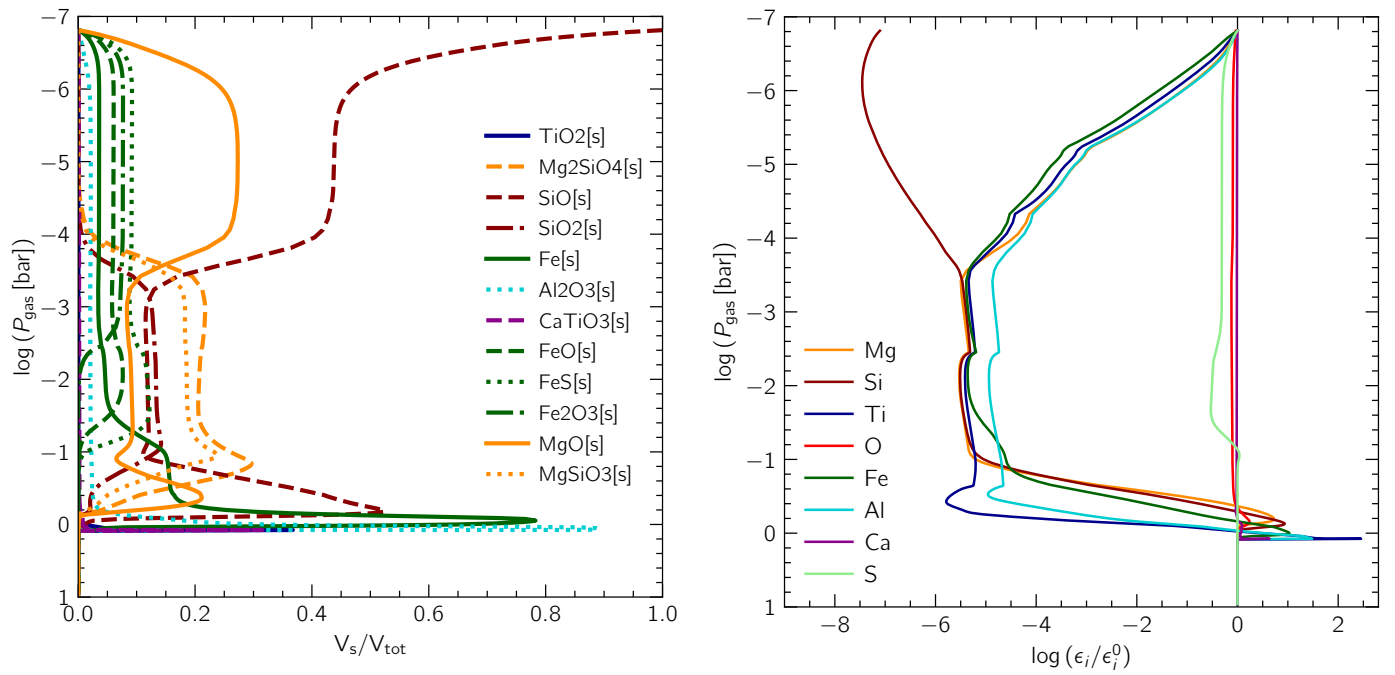 −7
−6
−5
−4
−3
−2
−1
0
1
log (P_gas [bar])
0.0
0.2
0.4
0.6
0.8
1.0
V_s/V_tot
TiO2[s]
Mg2SiO4[s]
SiO[s]
SiO2[s]
Fe[s]
Al2O3[s]
CaTiO3[s]
FeO[s]
FeS[s]
Fe2O3[s]
MgO[s]
MgSiO3[s]
−7
−6
−5
−4
−3
−2
−1
0
1
log (P_gas [bar])
−8
−6
−4
−2
0
2
log (ϵ_i/ϵ_i^0)
Mg
Si
Ti
O
Fe
Al
Ca
S